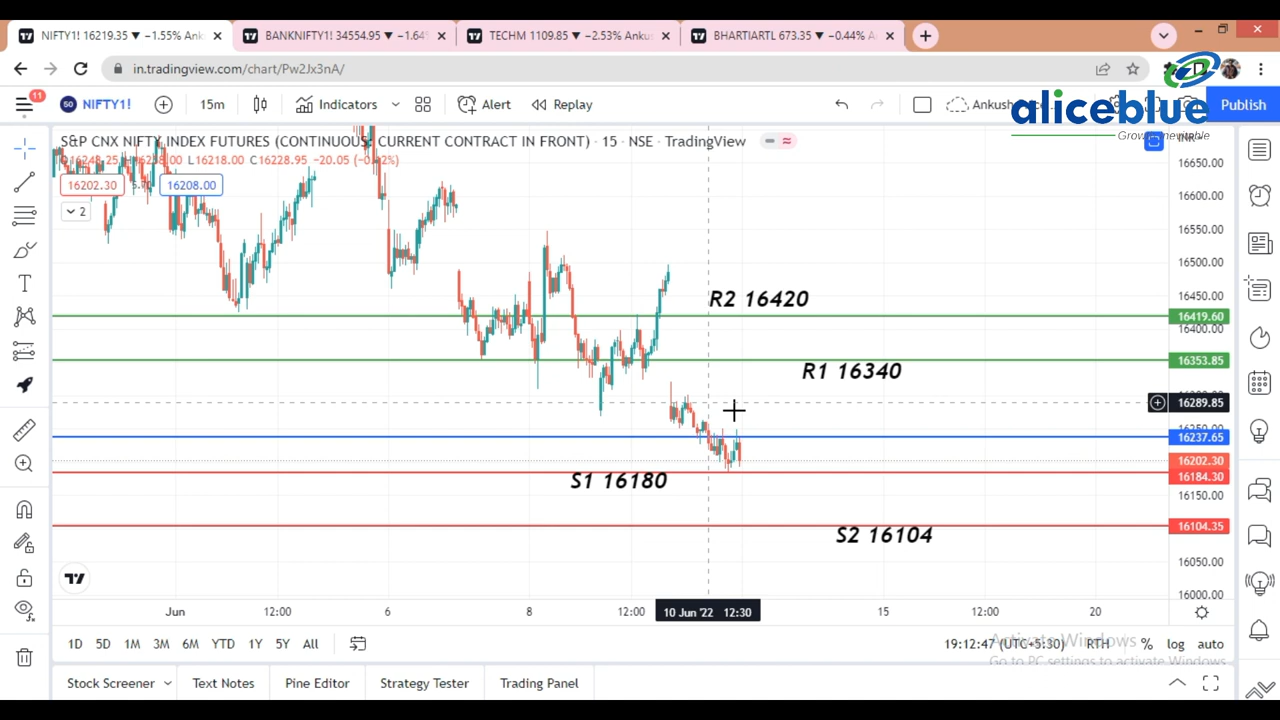 NIFTY1! 16219.35 ▼ −1.55% Ank
BANKNIFTY1! 34554.95 ▼ −1.64%
TECHM 1109.85 ▼ −2.53% Anku
BHARTIARTL 673.35 ▼ −0.44% A
in.tradingview.com/chart/Pw2Jx3nA/
11
50 NIFTY1! 15m Indicators Alert Replay
Publish
aliceblue
S&P CNX NIFTY INDEX FUTURES (CONTINUOUS: CURRENT CONTRACT IN FRONT) · 15 · NSE · TradingView
L16218.00 C16228.95 −20.05
16202.30
16208.00
2
16650.00
16600.00
16550.00
16500.00
16450.00
R2 16420
16419.60
16400.00
16353.85
R1 16340
16289.85
16237.65
16202.30
S1 16180
16184.30
16150.00
16104.35
S2 16104
16050.00
16000.00
Jun 12:00 6 8 12:00 10 Jun '22 12:30 15 12:00 20
1D 5D 1M 3M 6M YTD 1Y 5Y All
19:12:47 (UTC+5:30) RTH % log auto
Activate Windows
Go to PC settings to activate Windows.
Stock Screener Text Notes Pine Editor Strategy Tester Trading Panel